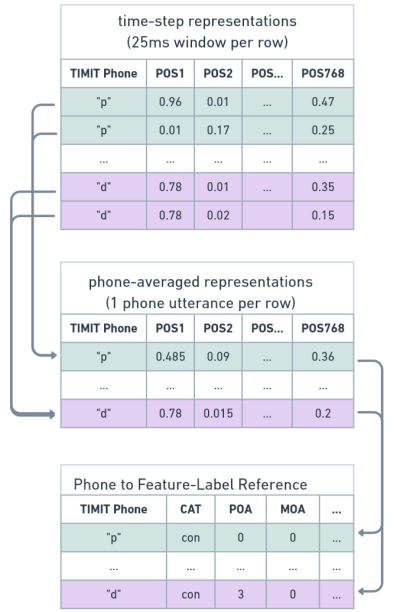 time-step representations
(25ms window per row)
TIMIT Phone POS1 POS2 POS... POS768
"p" 0.96 0.01 ... 0.47
"p" 0.01 0.17 ... 0.25
... ... ... ... ...
"d" 0.78 0.01 ... 0.35
"d" 0.78 0.02 0.15
phone-averaged representations
(1 phone utterance per row)
TIMIT Phone POS1 POS2 POS... POS768
"p" 0.485 0.09 ... 0.36
... ... ... ... ...
"d" 0.78 0.015 ... 0.2
Phone to Feature-Label Reference
TIMIT Phone CAT POA MOA ...
"p" con 0 0 ...
... ... ... ... ...
"d" con 3 0 ...